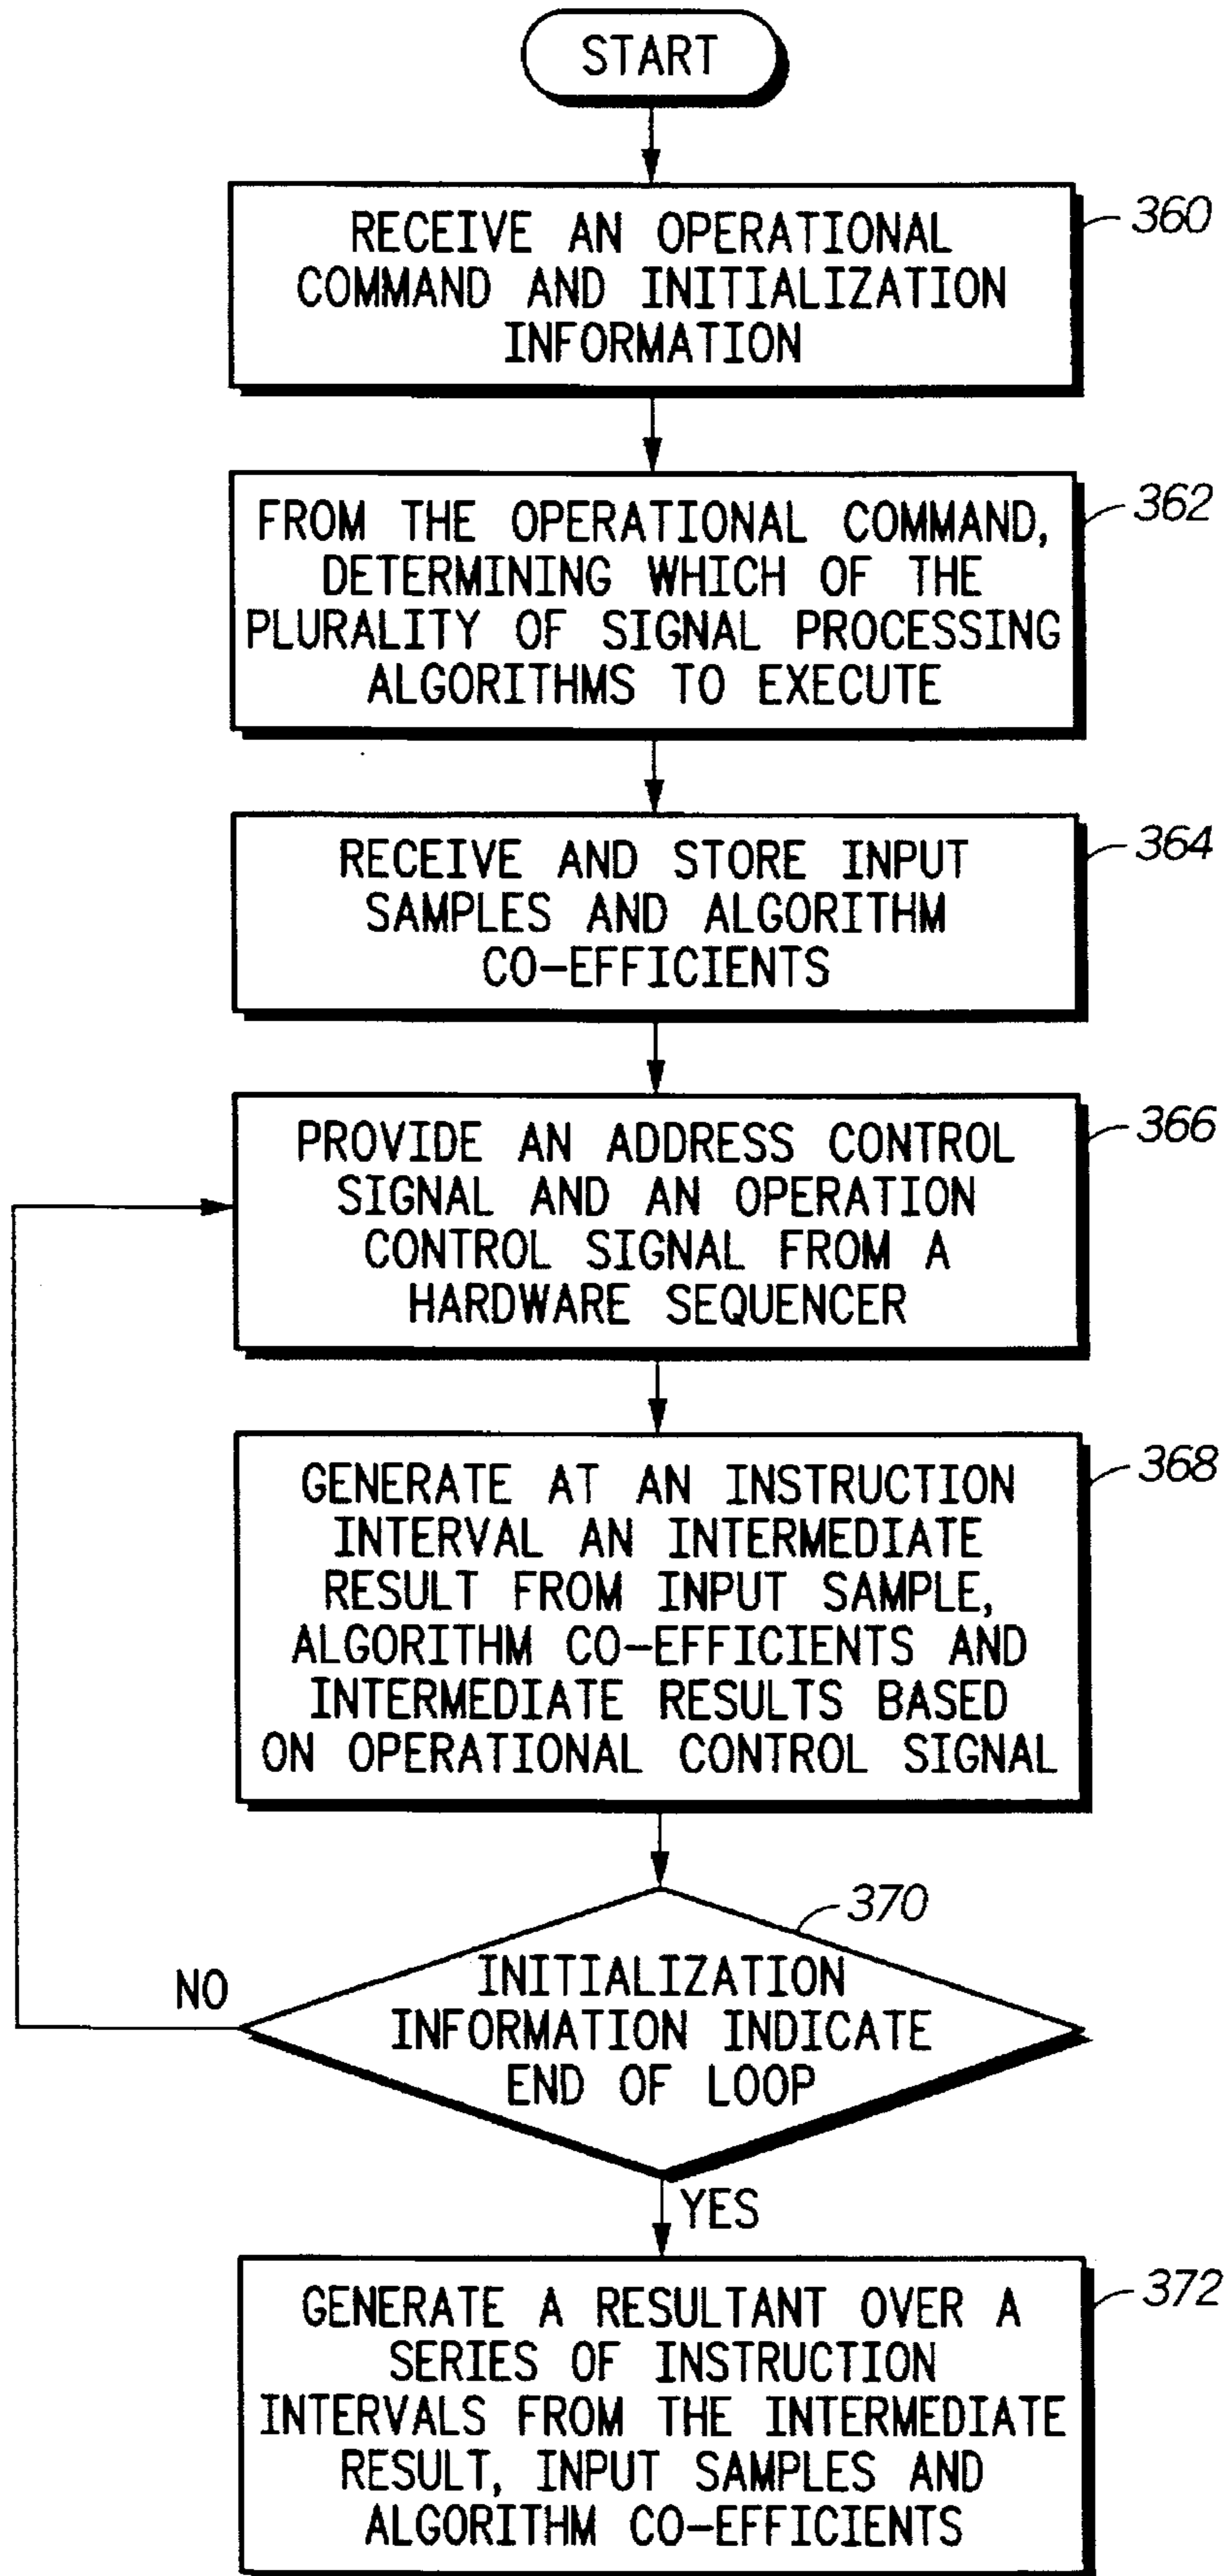 START
RECEIVE AN OPERATIONAL
COMMAND AND INITIALIZATION
INFORMATION
360
FROM THE OPERATIONAL COMMAND,
DETERMINING WHICH OF THE
PLURALITY OF SIGNAL PROCESSING
ALGORITHMS TO EXECUTE
362
RECEIVE AND STORE INPUT
SAMPLES AND ALGORITHM
CO-EFFICIENTS
364
PROVIDE AN ADDRESS CONTROL
SIGNAL AND AN OPERATION
CONTROL SIGNAL FROM A
HARDWARE SEQUENCER
366
GENERATE AT AN INSTRUCTION
INTERVAL AN INTERMEDIATE
RESULT FROM INPUT SAMPLE,
ALGORITHM CO-EFFICIENTS AND
INTERMEDIATE RESULTS BASED
ON OPERATIONAL CONTROL SIGNAL
368
370
INITIALIZATION
INFORMATION INDICATE
END OF LOOP
NO
YES
GENERATE A RESULTANT OVER A
SERIES OF INSTRUCTION
INTERVALS FROM THE INTERMEDIATE
RESULT, INPUT SAMPLES AND
ALGORITHM CO-EFFICIENTS
372